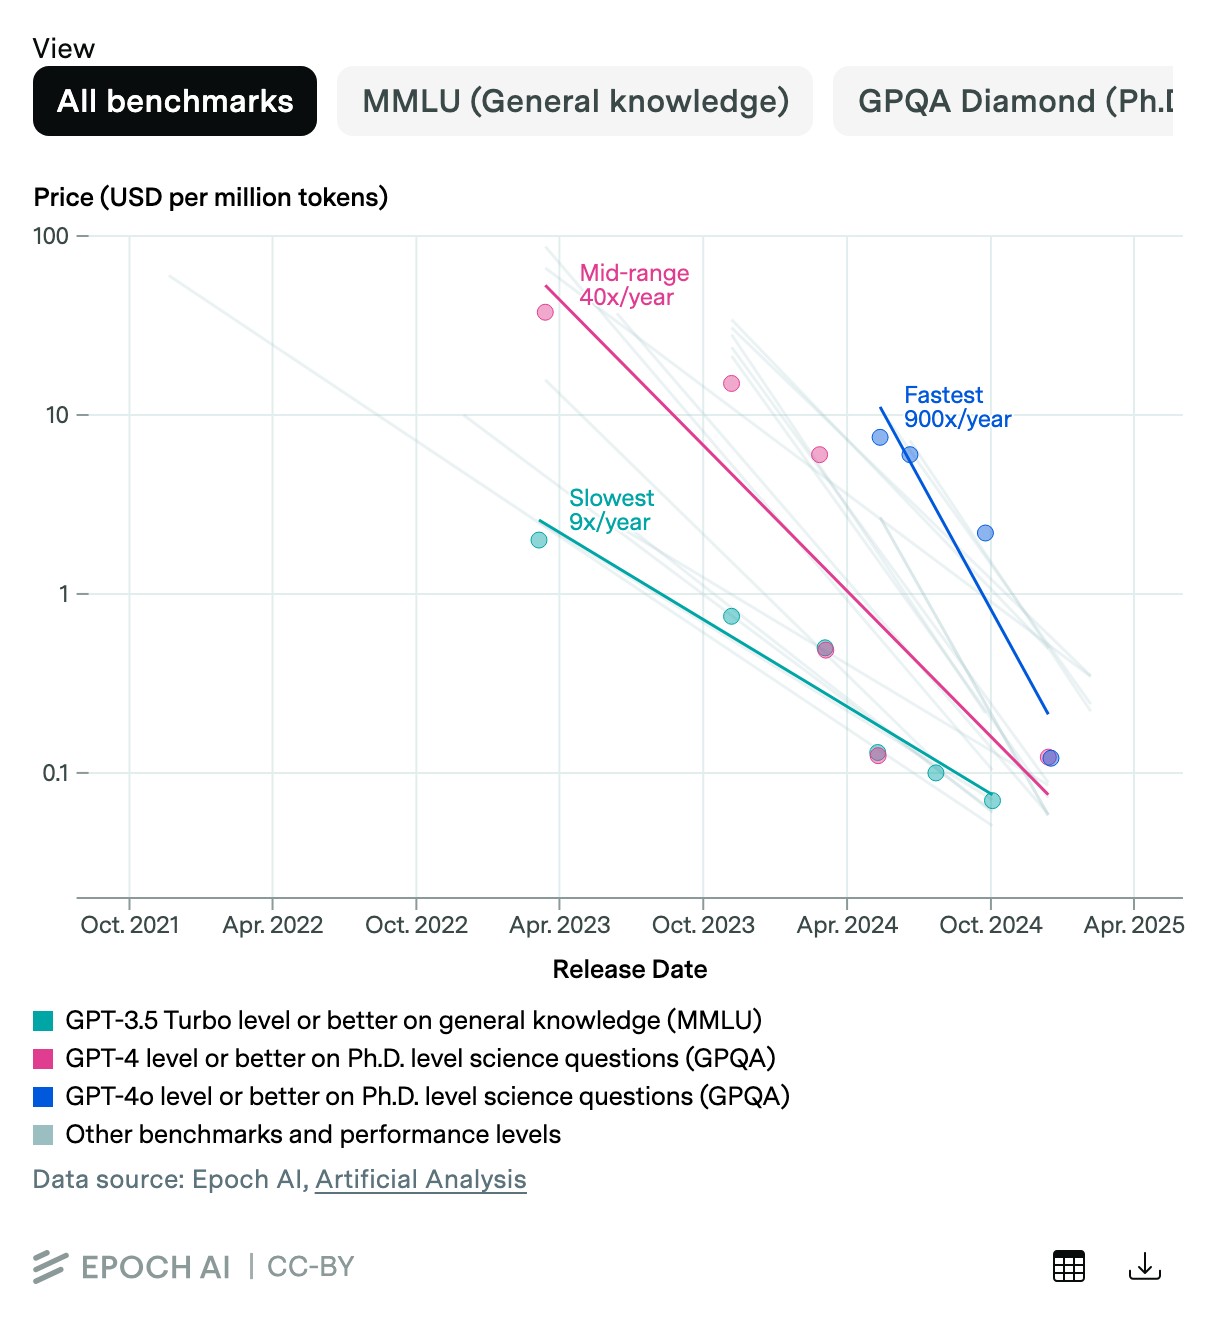 View
All benchmarks
MMLU (General knowledge)
GPQA Diamond (Ph.
Price (USD per million tokens)
100
10
1
0.1
Mid-range
40x/year
Fastest
900x/year
Slowest
9x/year
Oct. 2021
Apr. 2022
Oct. 2022
Apr. 2023
Oct. 2023
Apr. 2024
Oct. 2024
Apr. 2025
Release Date
GPT-3.5 Turbo level or better on general knowledge (MMLU)
GPT-4 level or better on Ph.D. level science questions (GPQA)
GPT-4o level or better on Ph.D. level science questions (GPQA)
Other benchmarks and performance levels
Data source: Epoch AI, Artificial Analysis
EPOCH AI | CC-BY